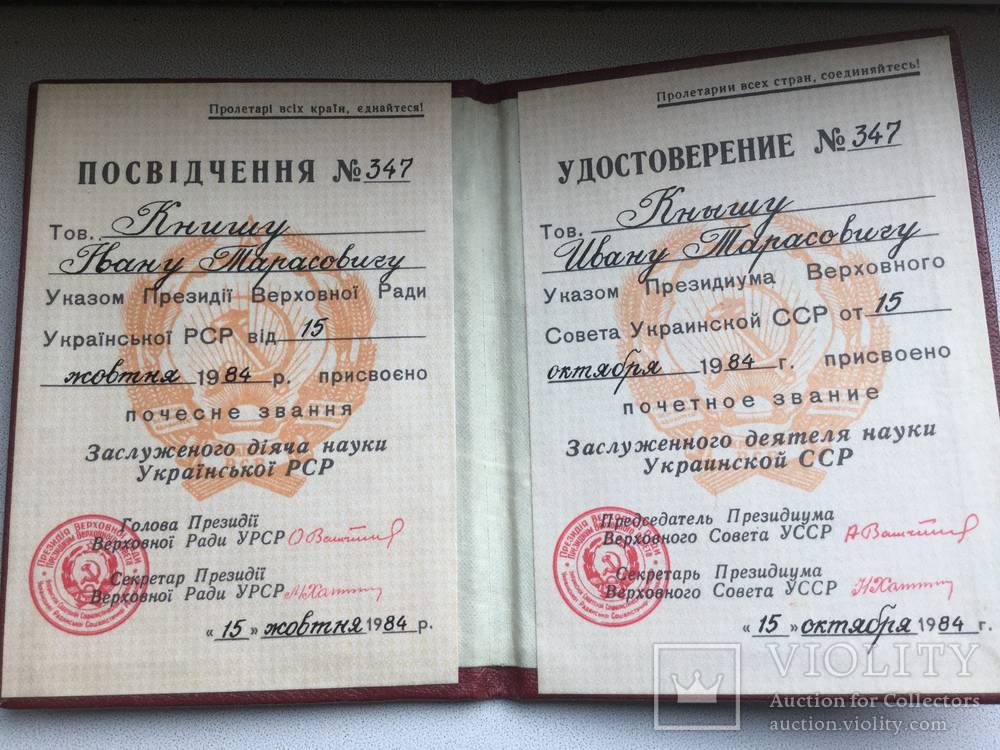 Пролетарі всіх країн, єднайтеся!
ПОСВІДЧЕННЯ №347
Тов. Книшу
Івану Тарасовичу
Указом Президії Верховної Ради
Української РСР від 15
жовтня 1984 р. присвоєно
почесне звання
Заслуженого діяча науки
Української РСР
Голова Президії
Верховної Ради УРСР
Секретар Президії
Верховної Ради УРСР
«15» жовтня 1984 р.
Пролетарии всех стран, соединяйтесь!
УДОСТОВЕРЕНИЕ №347
Тов. Кнышу
Ивану Тарасовичу
Указом Президиума Верховного
Совета Украинской ССР от 15
октября 1984 г. присвоено
почетное звание
Заслуженного деятеля науки
Украинской ССР
Председатель Президиума
Верховного Совета УССР
Секретарь Президиума
Верховного Совета УССР
«15» октября 1984 г.
VIOLITY
Auction for Collectors
auction.violity.com